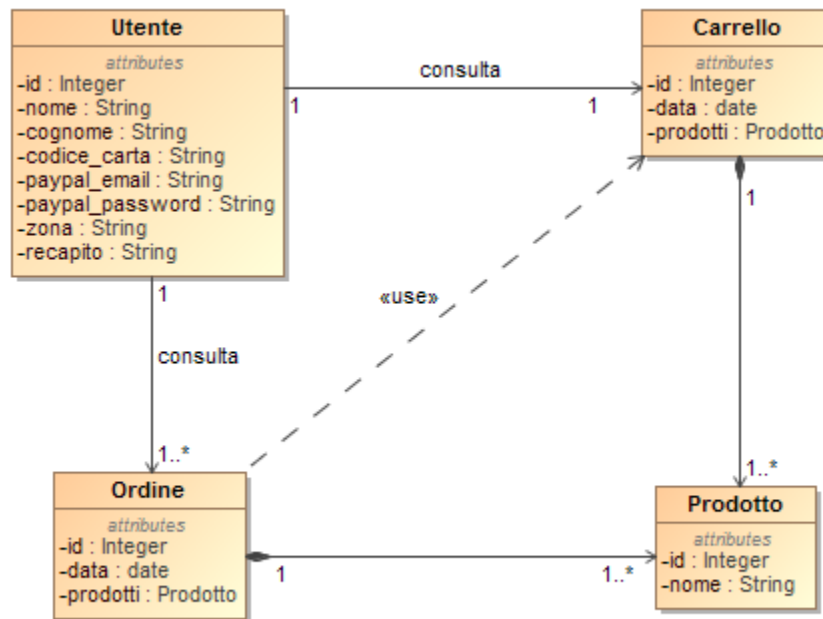 Utente
attributes
-id : Integer
-nome : String
-cognome : String
-codice_carta : String
-paypal_email : String
-paypal_password : String
-zona : String
-recapito : String
consulta
1
1
Carrello
attributes
-id : Integer
-data : date
-prodotti : Prodotto
1
1
«use»
consulta
1..*
1..*
Ordine
attributes
-id : Integer
-data : date
-prodotti : Prodotto
1
1..*
Prodotto
attributes
-id : Integer
-nome : String